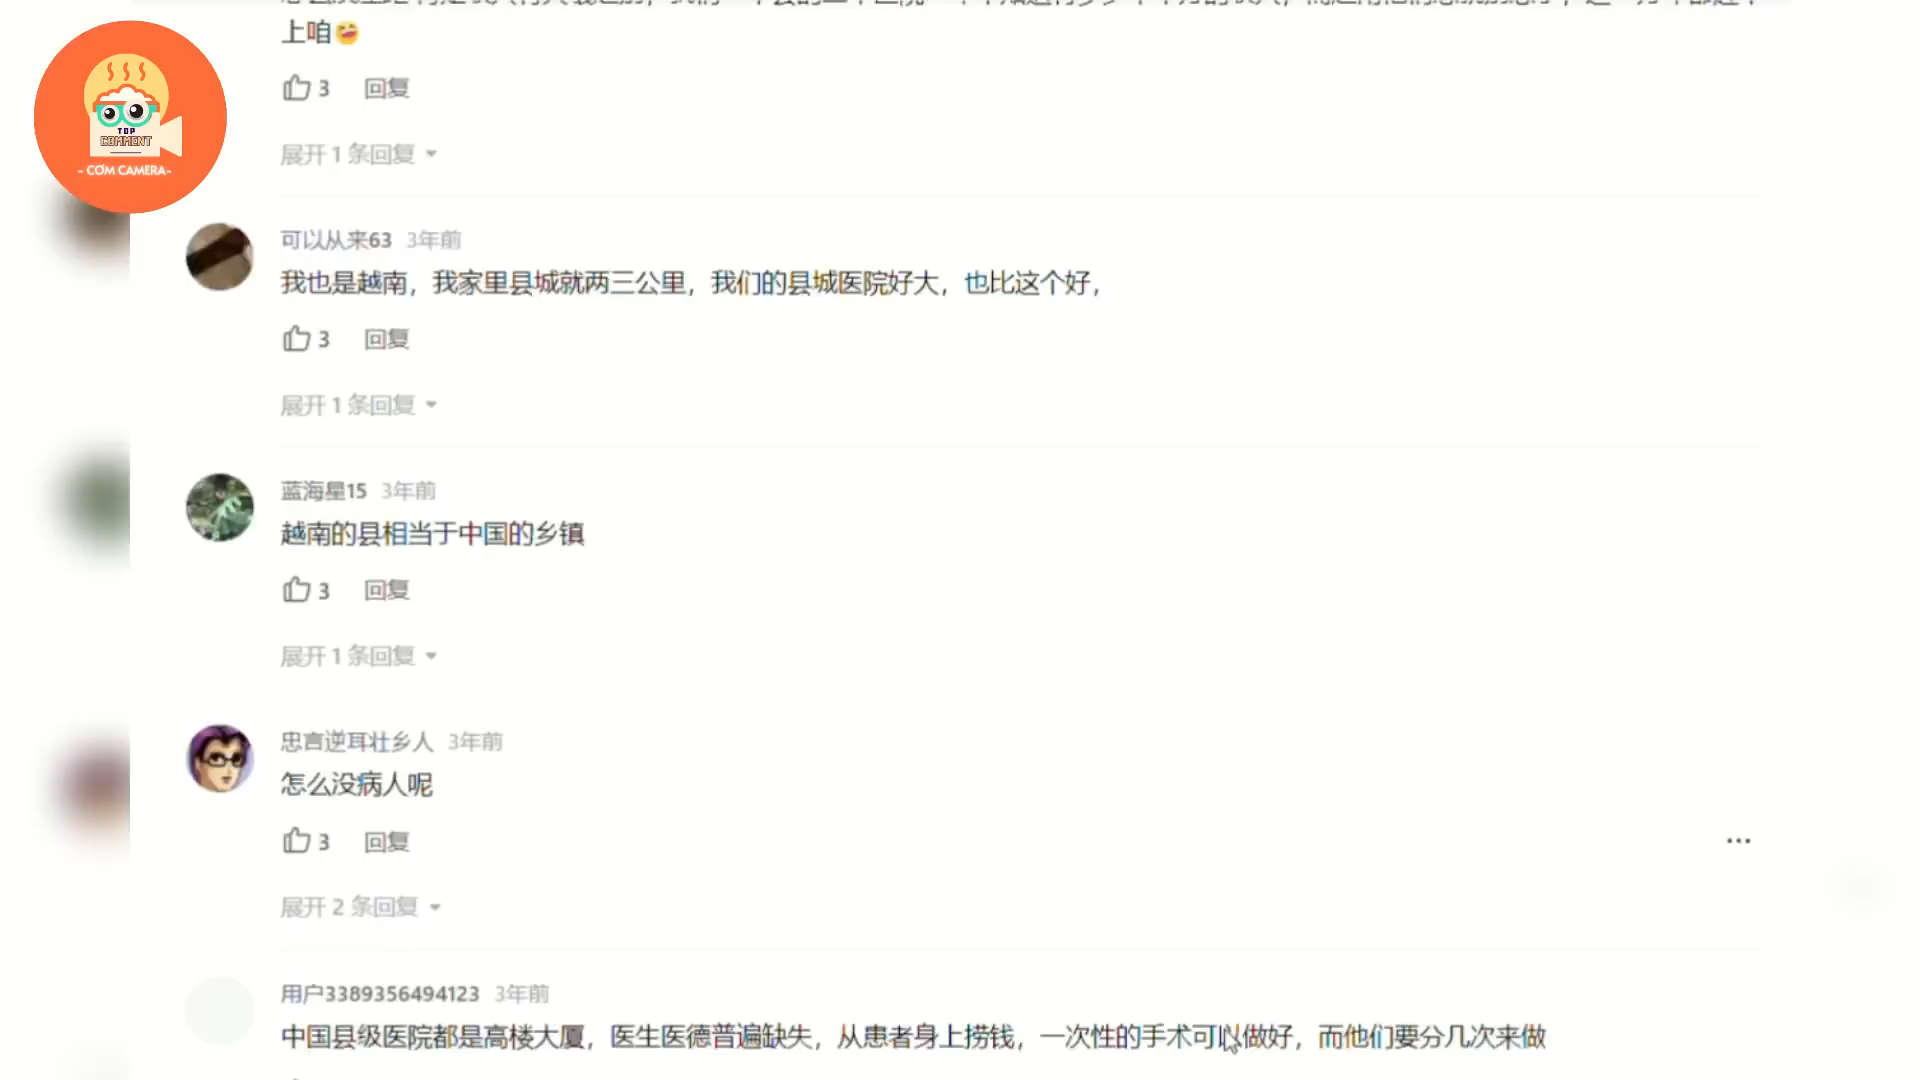 上咱
TOP
COMMENT
- CƠM CAMERA-
3 回复
展开 1 条回复
可以从来63 3年前
我也是越南，我家里县城就两三公里，我们的县城医院好大，也比这个好，
3 回复
展开 1 条回复
蓝海星15 3年前
越南的县相当于中国的乡镇
3 回复
展开 1 条回复
忠言逆耳壮乡人 3年前
怎么没病人呢
3 回复
展开 2 条回复
用户3389356494123 3年前
中国县级医院都是高楼大厦，医生医德普遍缺失，从患者身上捞钱，一次性的手术可以做好，而他们要分几次来做